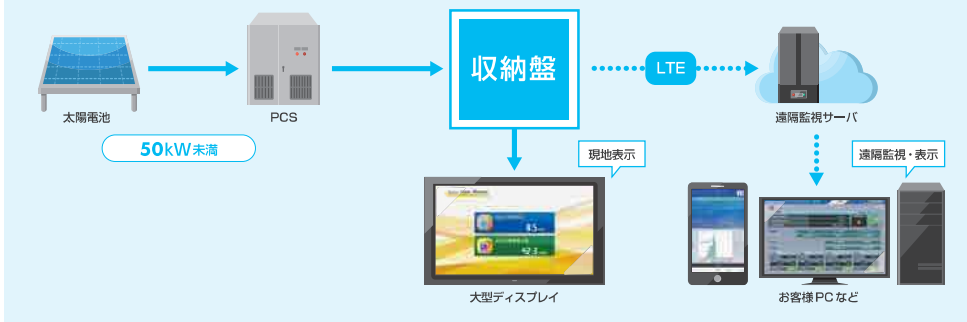 収納盤
LTE
太陽電池
PCS
遠隔監視サーバ
50kW未満
現地表示
遠隔監視・表示
大型ディスプレイ
お客様PCなど